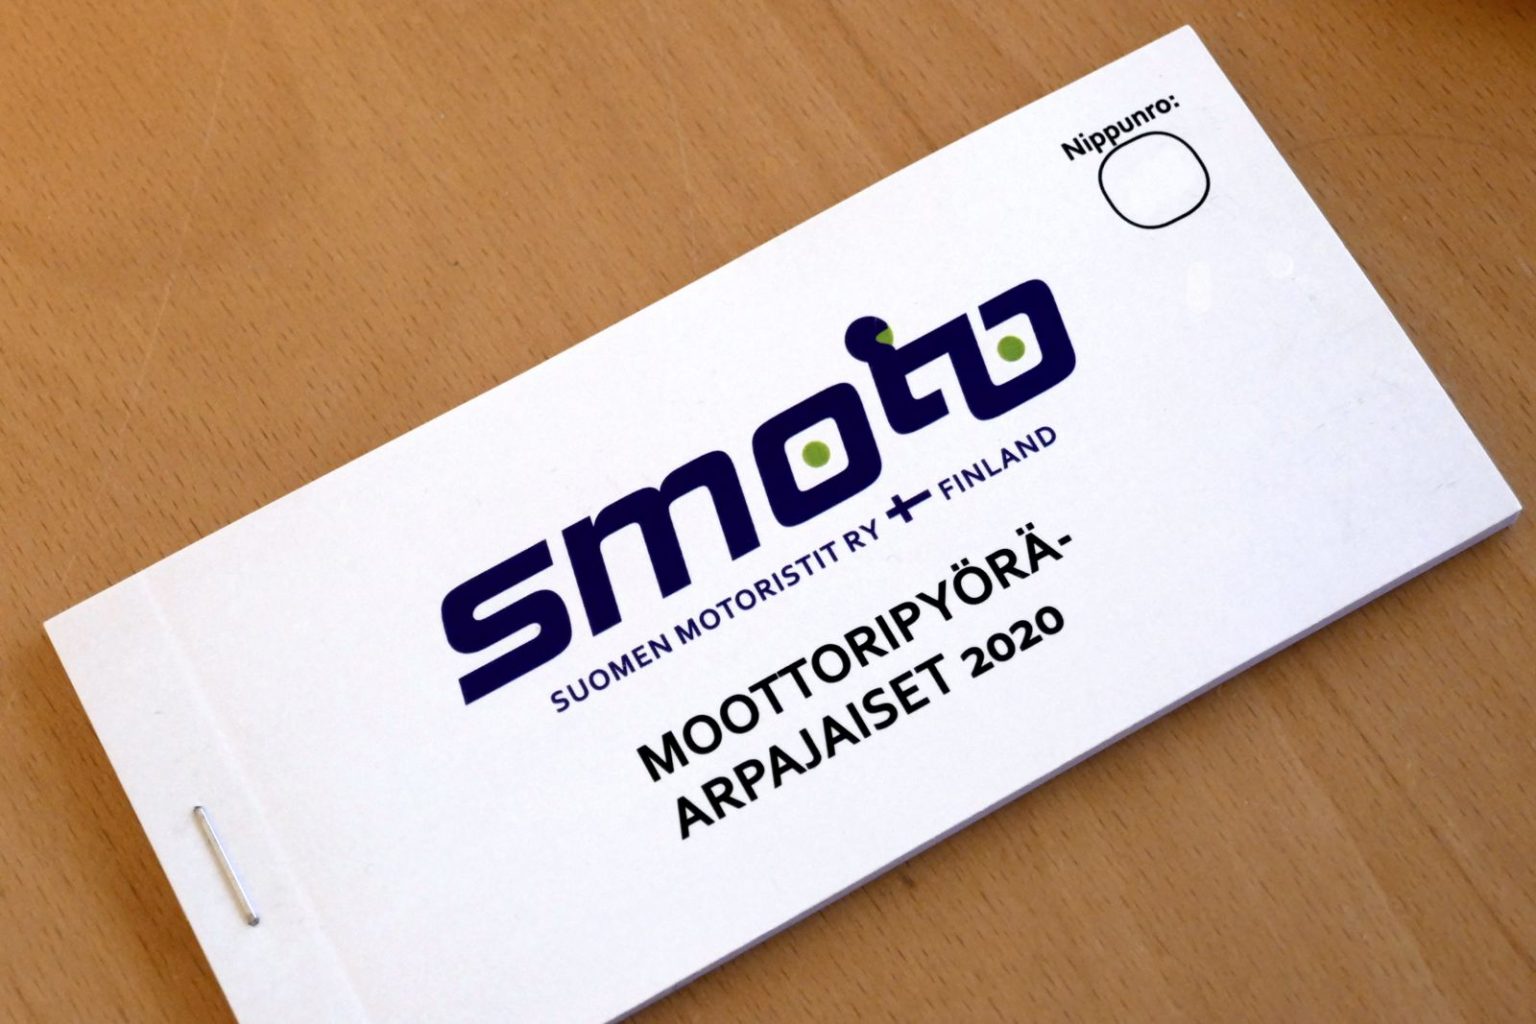 Nippunro:
smoto
SUOMEN MOTORISTIT RY FINLAND
MOOTTORIPYÖRÄ-
ARPAJAISET 2020